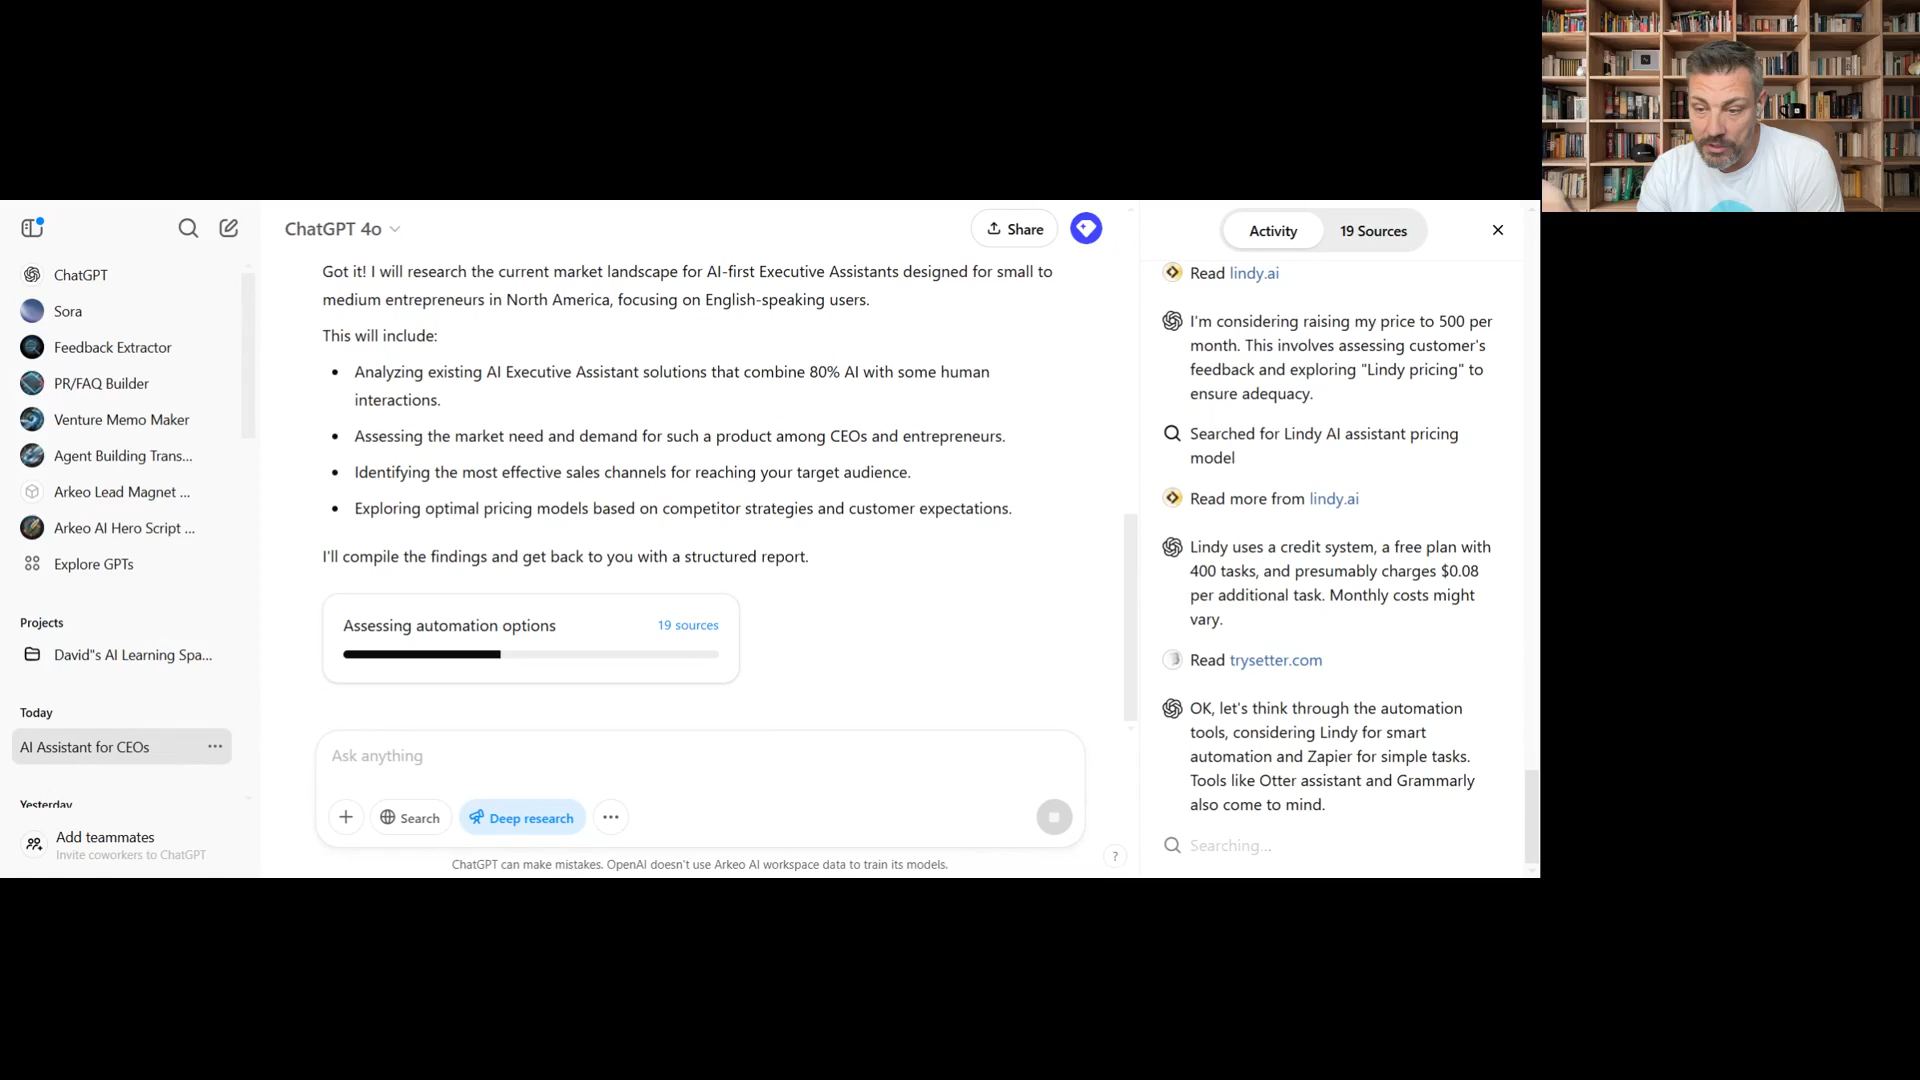 ChatGPT
Sora
Feedback Extractor
PR/FAQ Builder
Venture Memo Maker
Agent Building Trans...
Arkeo Lead Magnet ...
Arkeo AI Hero Script ...
Explore GPTs
Projects
David"s AI Learning Spa...
Today
AI Assistant for CEOs
Yesterday
Add teammates
Invite coworkers to ChatGPT
ChatGPT 4o
Share
Got it! I will research the current market landscape for AI-first Executive Assistants designed for small to
medium entrepreneurs in North America, focusing on English-speaking users.
This will include:
• Analyzing existing AI Executive Assistant solutions that combine 80% AI with some human
interactions.
• Assessing the market need and demand for such a product among CEOs and entrepreneurs.
• Identifying the most effective sales channels for reaching your target audience.
• Exploring optimal pricing models based on competitor strategies and customer expectations.
I'll compile the findings and get back to you with a structured report.
Assessing automation options 19 sources
Ask anything
Search Deep research
ChatGPT can make mistakes. OpenAI doesn't use Arkeo AI workspace data to train its models.
?
Activity 19 Sources
Read lindy.ai
I'm considering raising my price to 500 per
month. This involves assessing customer's
feedback and exploring "Lindy pricing" to
ensure adequacy.
Searched for Lindy AI assistant pricing
model
Read more from lindy.ai
Lindy uses a credit system, a free plan with
400 tasks, and presumably charges $0.08
per additional task. Monthly costs might
vary.
Read trysetter.com
OK, let's think through the automation
tools, considering Lindy for smart
automation and Zapier for simple tasks.
Tools like Otter assistant and Grammarly
also come to mind.
Searching...